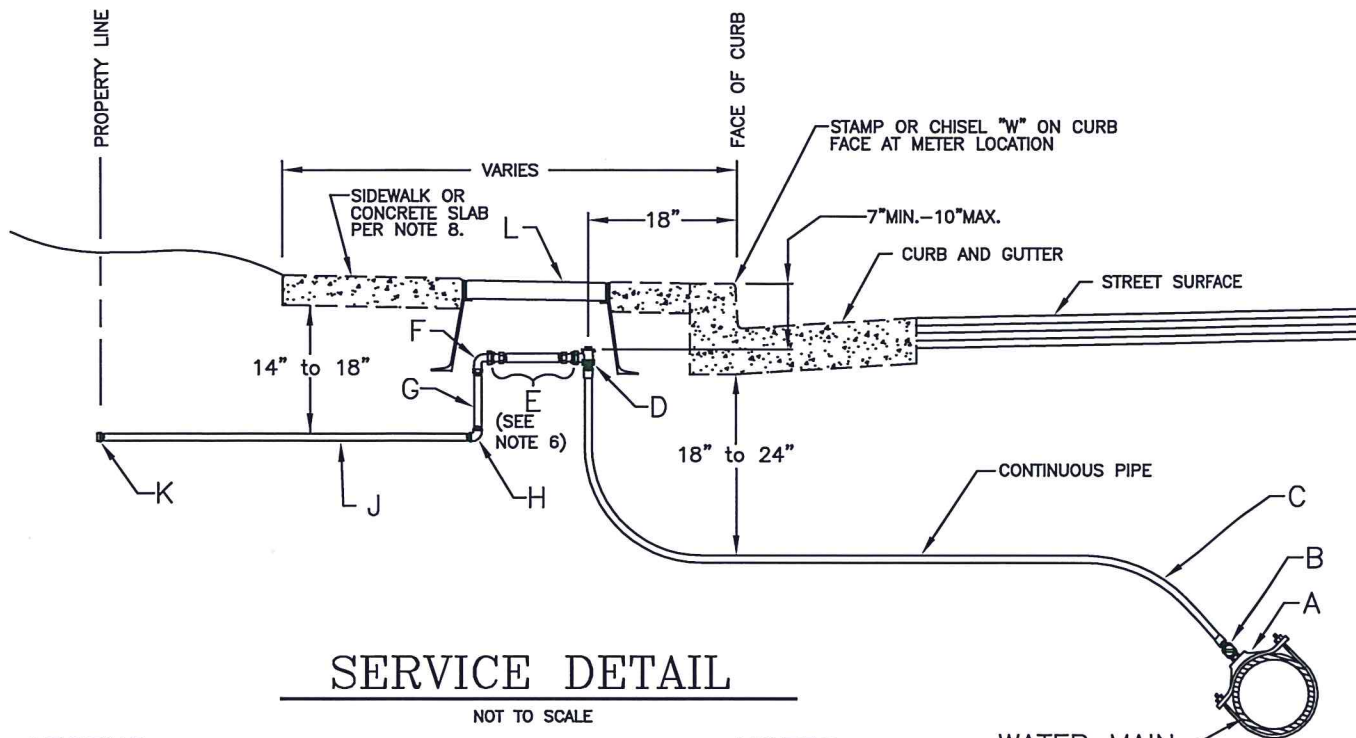 PROPERTY LINE
FACE OF CURB
STAMP OR CHISEL "W" ON CURB
FACE AT METER LOCATION
VARIES
SIDEWALK OR
CONCRETE SLAB
PER NOTE 8.
L
18"
7"MIN.-10"MAX.
CURB AND GUTTER
STREET SURFACE
F
14" to 18"
G
E
D
(SEE
NOTE 6)
18" to 24"
K
J
H
CONTINUOUS PIPE
C
B
A
SERVICE DETAIL
NOT TO SCALE
WATER MAIN